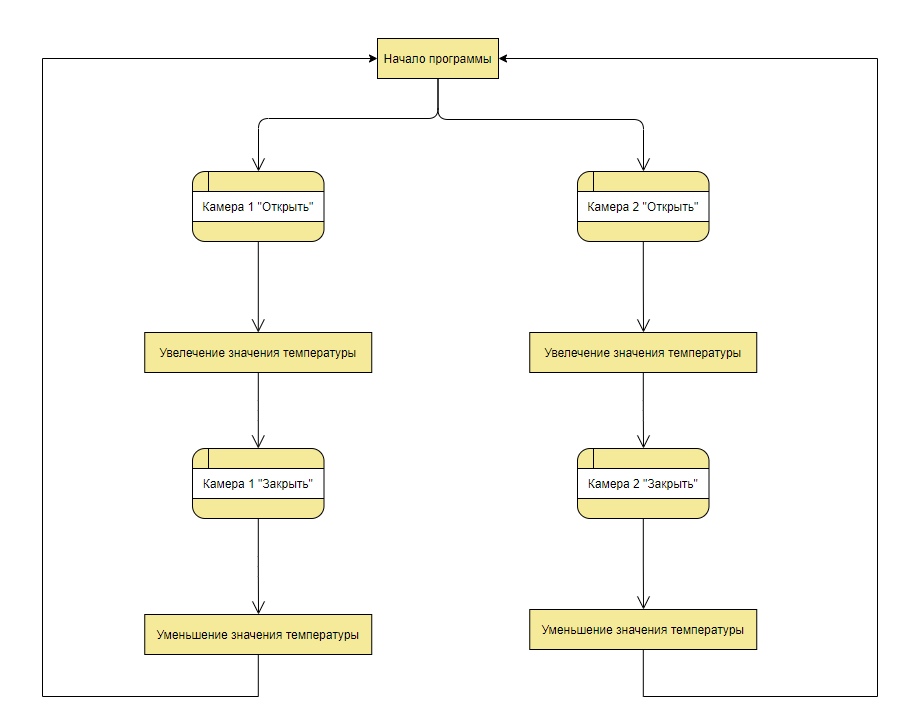 Начало программы
Камера 1 "Открыть"
Камера 2 "Открыть"
Увелечение значения температуры
Увелечение значения температуры
Камера 1 "Закрыть"
Камера 2 "Закрыть"
Уменьшение значения температуры
Уменьшение значения температуры